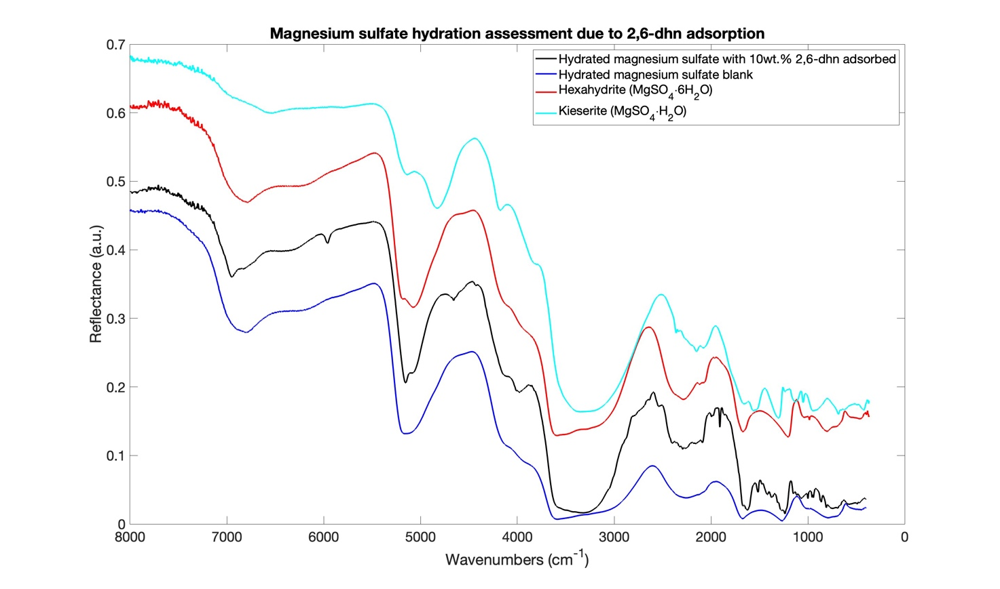 Magnesium sulfate hydration assessment due to 2,6-dhn adsorption
0.7
0.6
0.5
0.4
0.3
0.2
0.1
0
Reflectance (a.u.)
Hydrated magnesium sulfate with 10wt.% 2,6-dhn adsorbed
Hydrated magnesium sulfate blank
Hexahydrite (MgSO₄·6H₂O)
Kieserite (MgSO₄·H₂O)
8000 7000 6000 5000 4000 3000 2000 1000 0
Wavenumbers (cm⁻¹)